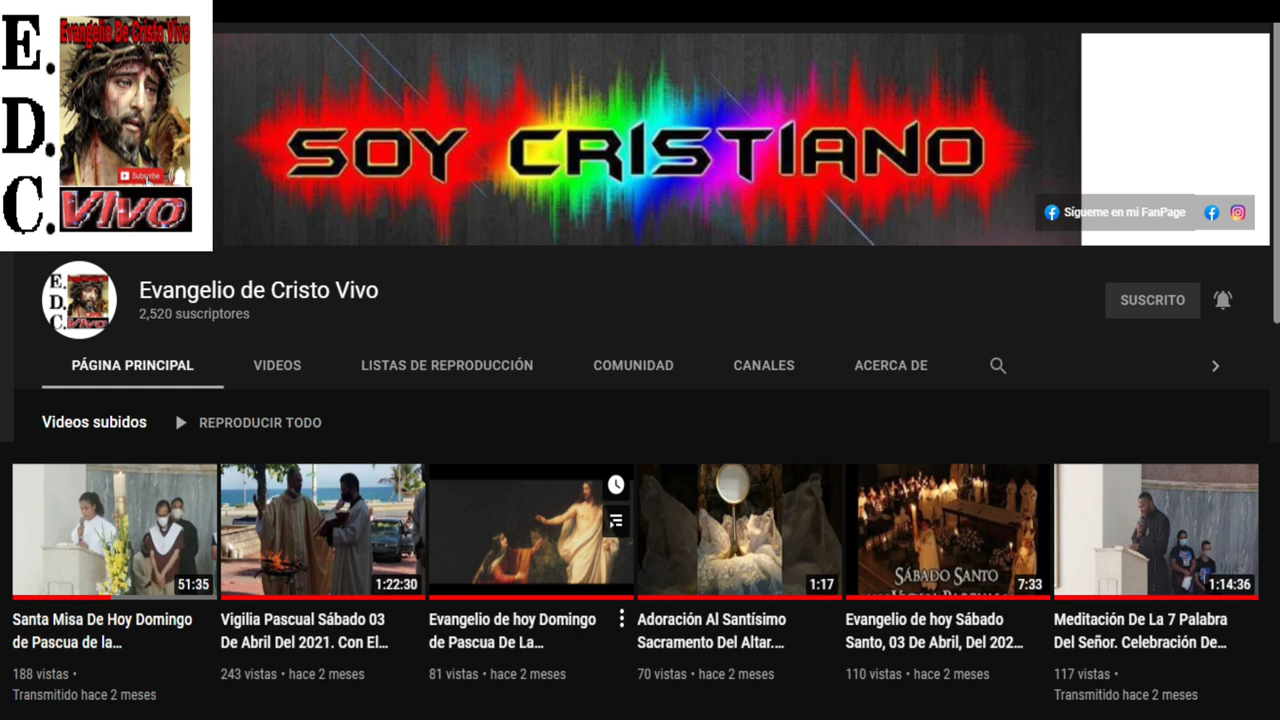 E.
D.
C.
Evangelio De Cristo Vivo
Subscribe
Vivo
SOY CRISTIANO
Sígueme en mi FanPage
E.
D.
C.
Vivo
Evangelio de Cristo Vivo
2,520 suscriptores
SUSCRITO
PÁGINA PRINCIPAL VIDEOS LISTAS DE REPRODUCCIÓN COMUNIDAD CANALES ACERCA DE
Videos subidos REPRODUCIR TODO
51:35
1:22:30
1:17
SÁBADO SANTO
7:33
1:14:36
Santa Misa De Hoy Domingo
de Pascua de la...
188 vistas •
Transmitido hace 2 meses
Vigilia Pascual Sábado 03
De Abril Del 2021. Con El...
243 vistas • hace 2 meses
Evangelio de hoy Domingo
de Pascua De La...
81 vistas • hace 2 meses
Adoración Al Santísimo
Sacramento Del Altar....
70 vistas • hace 2 meses
Evangelio de hoy Sábado
Santo, 03 De Abril, Del 202...
110 vistas • hace 2 meses
Meditación De La 7 Palabra
Del Señor. Celebración De...
117 vistas •
Transmitido hace 2 meses